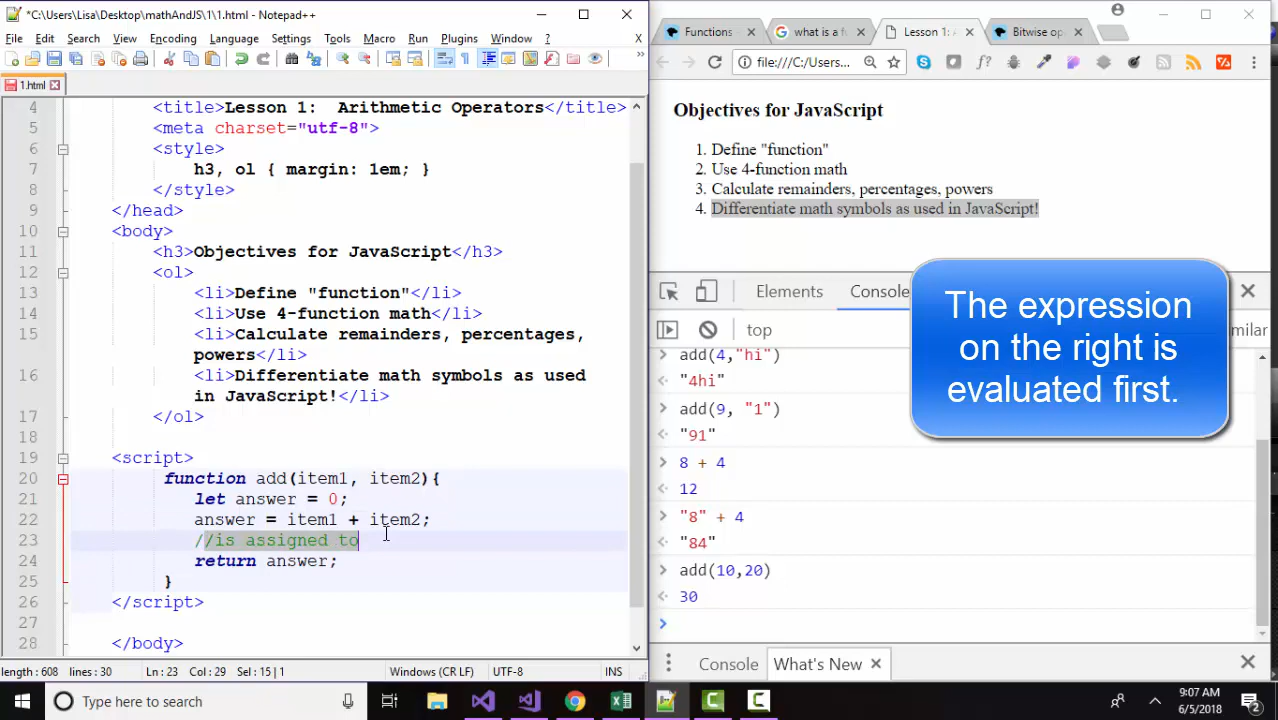 *C:\Users\Lisa\Desktop\mathAndJS\1\1.html - Notepad++
File Edit Search View Encoding Language Settings Tools Macro Run Plugins Window ? X
1.html
4 <title>Lesson 1:  Arithmetic Operators</title>
5 <meta charset="utf-8">
6 <style>
7 h3, ol { margin: 1em; }
8 </style>
9 </head>
10 <body>
11 <h3>Objectives for JavaScript</h3>
12 <ol>
13 <li>Define "function"</li>
14 <li>Use 4-function math</li>
15 <li>Calculate remainders, percentages,
powers</li>
16 <li>Differentiate math symbols as used
in JavaScript!</li>
17 </ol>
18
19 <script>
20 function add(item1, item2){
21 let answer = 0;
22 answer = item1 + item2;
23 //is assigned to
24 return answer;
25 }
26 </script>
27
28 </body>
length : 608 lines : 30 Ln : 23 Col : 29 Sel : 15 | 1 Windows (CR LF) UTF-8 INS
Functions - what is a f Lesson 1: A Bitwise op
file:///C:/Users/Lisa/Desktop/mathAndJS/1/1.html
Objectives for JavaScript
1. Define "function"
2. Use 4-function math
3. Calculate remainders, percentages, powers
4. Differentiate math symbols as used in JavaScript!
Elements Console
top milar
The expression
on the right is
evaluated first.
> add(4,"hi")
"4hi"
> add(9, "1")
"91"
> 8 + 4
12
> "8" + 4
"84"
> add(10,20)
30
>
Console What's New
Type here to search
9:07 AM
6/5/2018
2